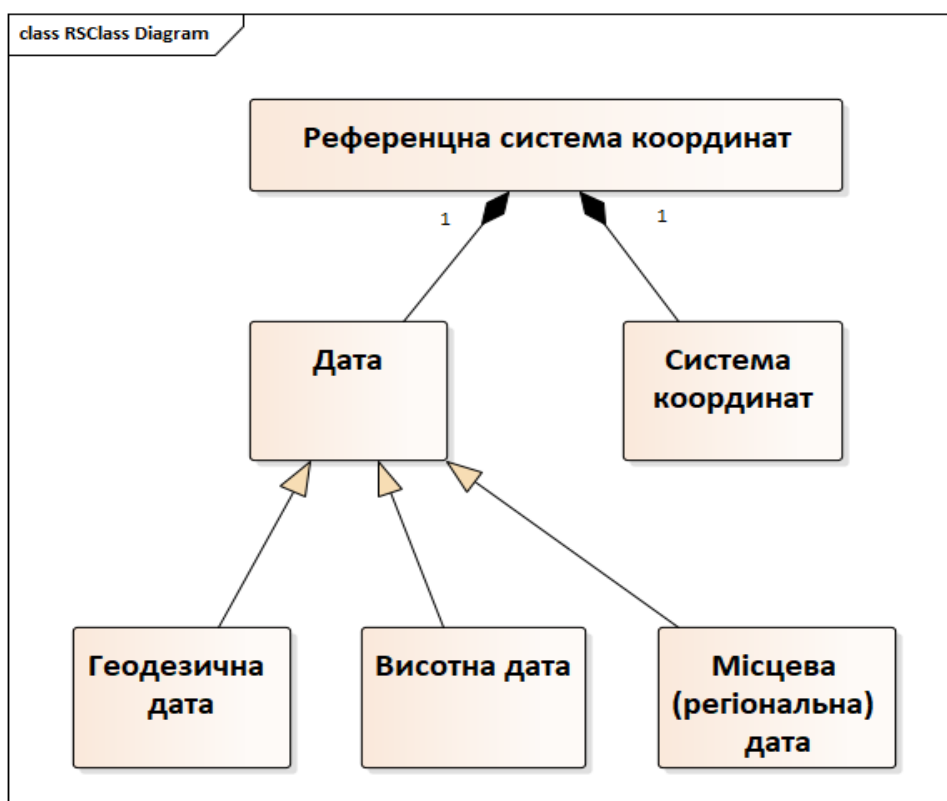 class RSClass Diagram
Референцна система координат
1
1
Дата
Система
координат
Геодезична
дата
Висотна дата
Місцева
(регіональна)
дата